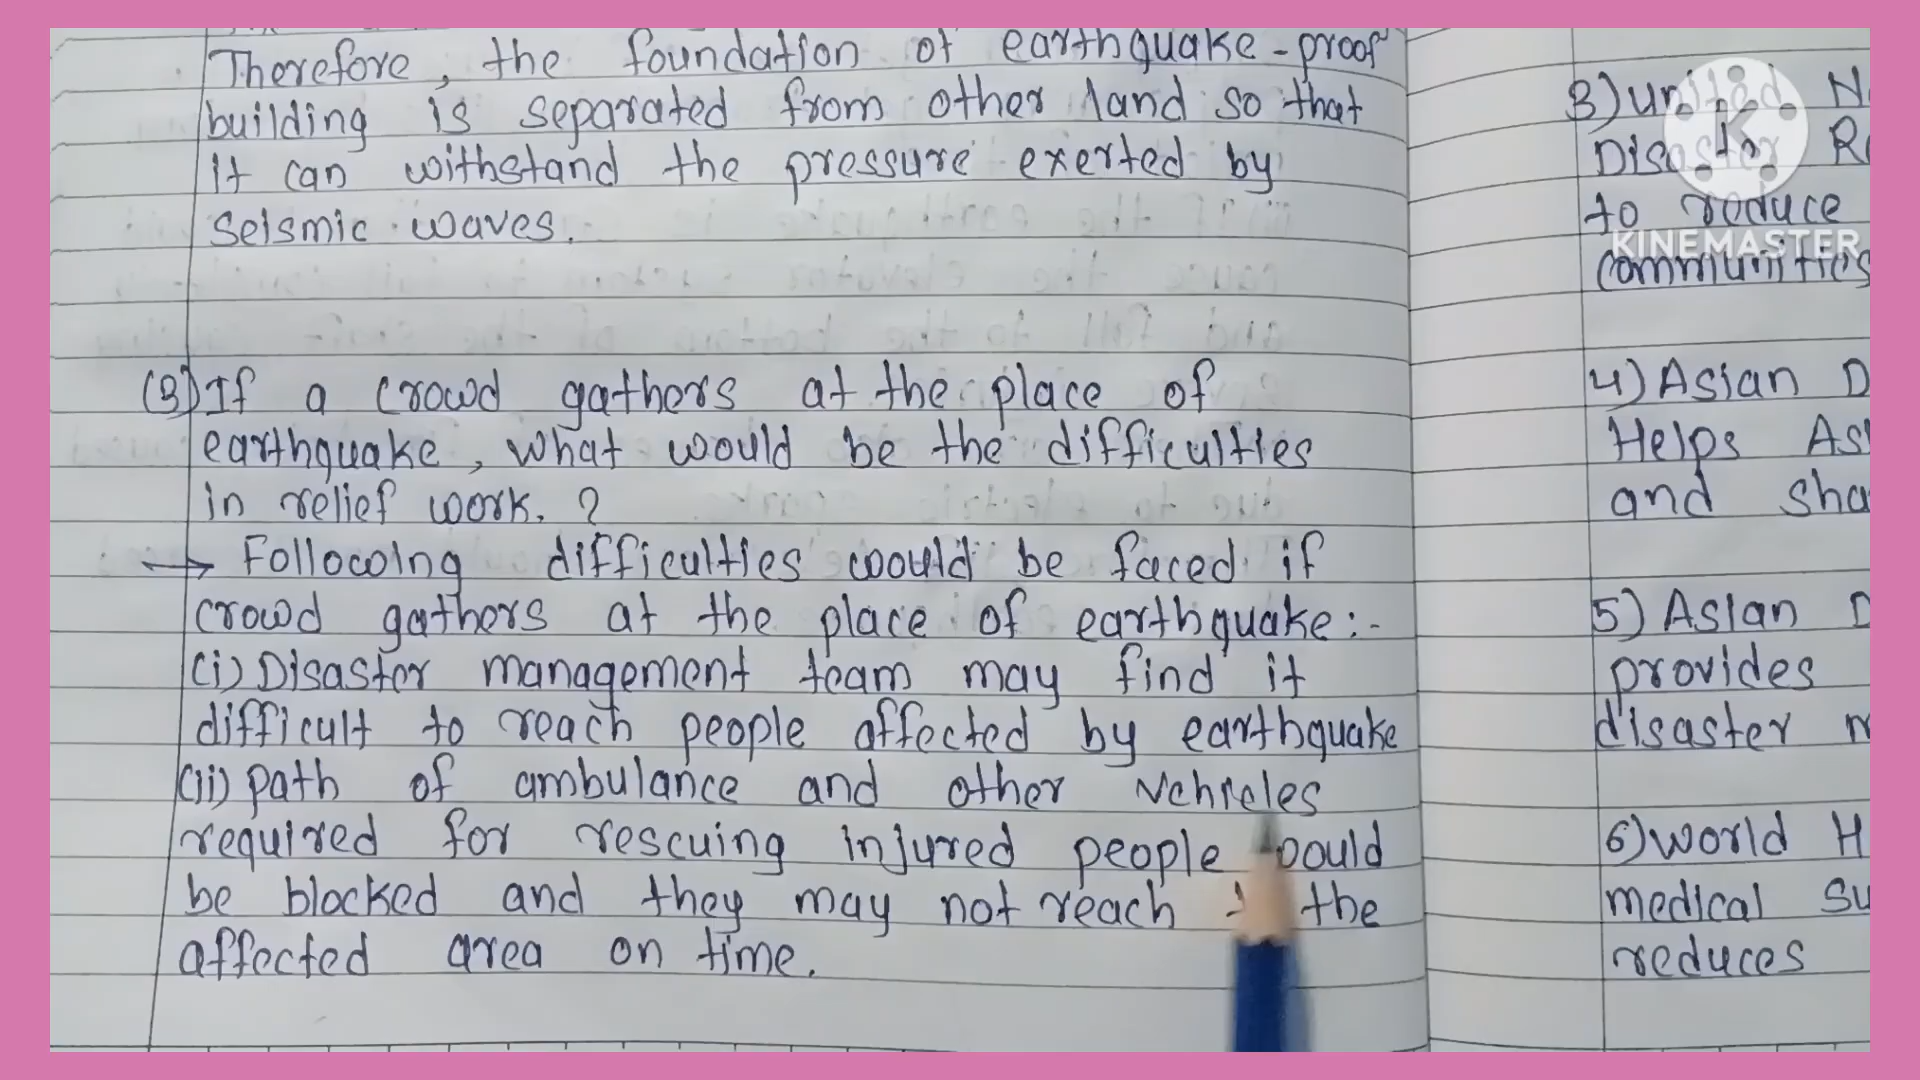 Therefore, the foundation of earthquake-proof
building is separated from other land so that
it can withstand the pressure exerted by
seismic waves.
(3) If a crowd gathers at the place of
earthquake, what would be the difficulties
in relief work. ?
→ Following difficulties would be faced if
crowd gathers at the place of earthquake:-
(i) Disaster management team may find it
difficult to reach people affected by earthquake
(ii) path of ambulance and other vehicles
required for rescuing injured people would
be blocked and they may not reach the
affected area on time.
3) united
Disaster
to reduce
communities
4) Asian D
Helps
and
5) Asian D
provides
disaster
6) world H
medical
reduces
K
KINEMASTER